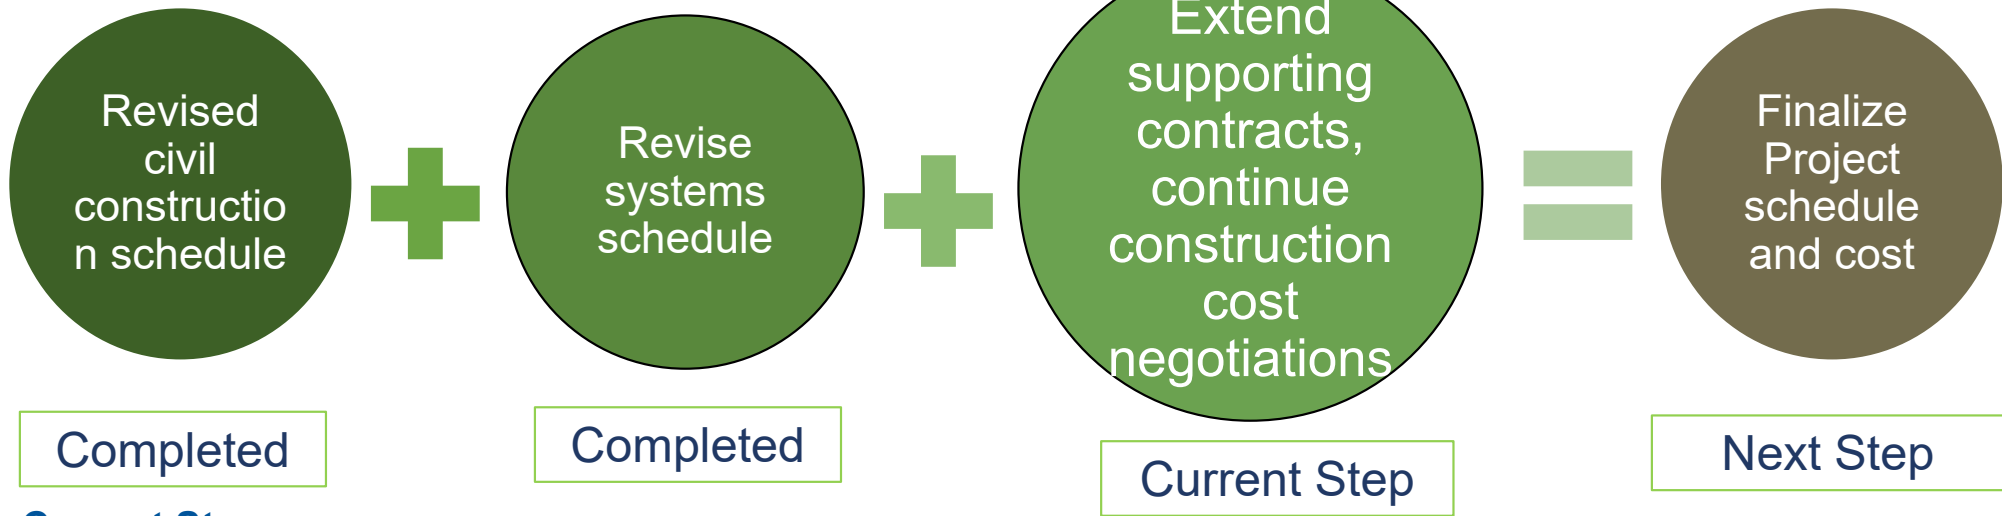 Revised
civil
constructio
n schedule
Revise
systems
schedule
Extend
supporting
contracts,
continue
construction
cost
negotiations
Finalize
Project
schedule
and cost
Completed
Completed
Current Step
Next Step